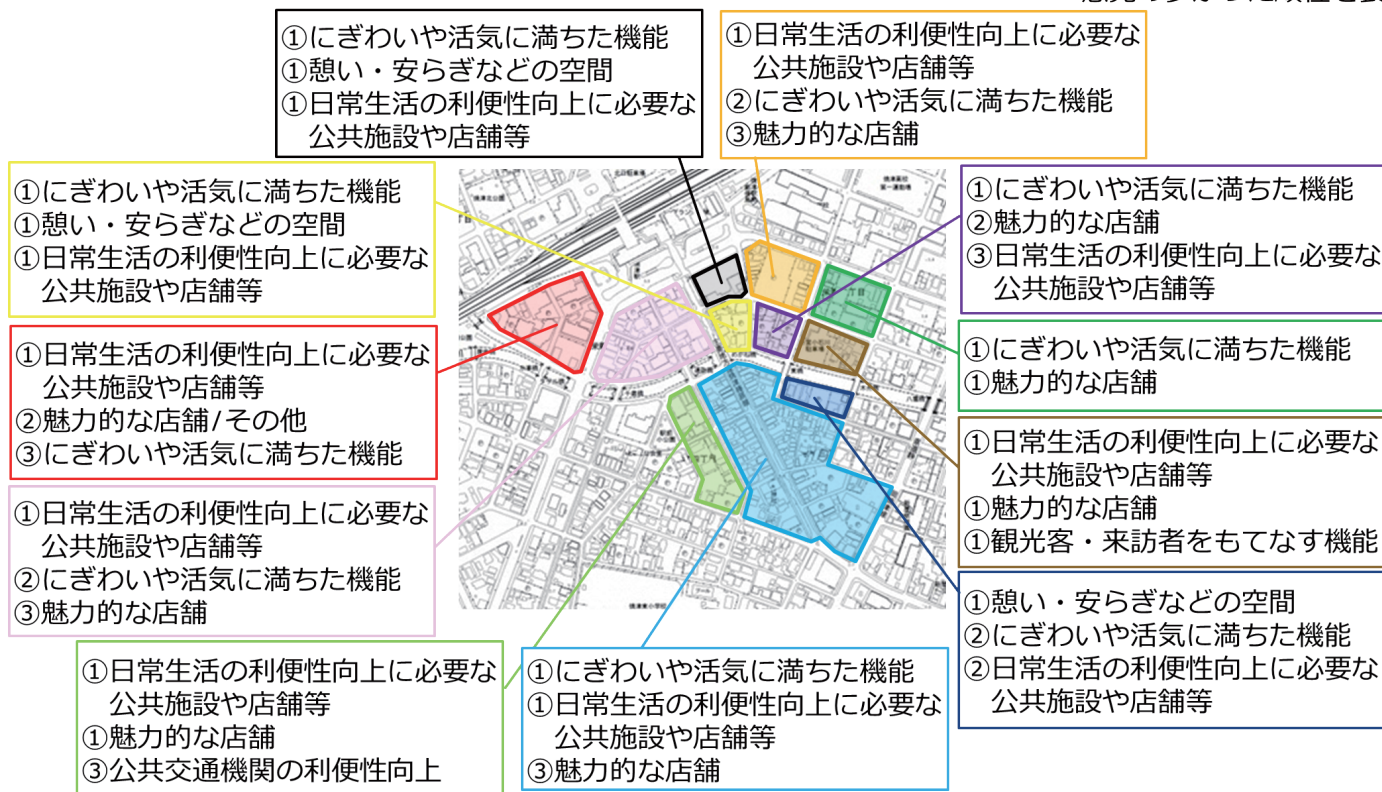 ①にぎわいや活気に満ちた機能
①憩い・安らぎなどの空間
①日常生活の利便性向上に必要な
公共施設や店舗等
①日常生活の利便性向上に必要な
公共施設や店舗等
②にぎわいや活気に満ちた機能
③魅力的な店舗
①にぎわいや活気に満ちた機能
①憩い・安らぎなどの空間
①日常生活の利便性向上に必要な
公共施設や店舗等
①にぎわいや活気に満ちた機能
②魅力的な店舗
③日常生活の利便性向上に必要な
公共施設や店舗等
①日常生活の利便性向上に必要な
公共施設や店舗等
②魅力的な店舗/その他
③にぎわいや活気に満ちた機能
①にぎわいや活気に満ちた機能
①魅力的な店舗
①日常生活の利便性向上に必要な
公共施設や店舗等
①魅力的な店舗
①観光客・来訪者をもてなす機能
①日常生活の利便性向上に必要な
公共施設や店舗等
②にぎわいや活気に満ちた機能
③魅力的な店舗
①憩い・安らぎなどの空間
②にぎわいや活気に満ちた機能
②日常生活の利便性向上に必要な
公共施設や店舗等
①日常生活の利便性向上に必要な
公共施設や店舗等
①魅力的な店舗
③公共交通機関の利便性向上
①にぎわいや活気に満ちた機能
①日常生活の利便性向上に必要な
公共施設や店舗等
③魅力的な店舗